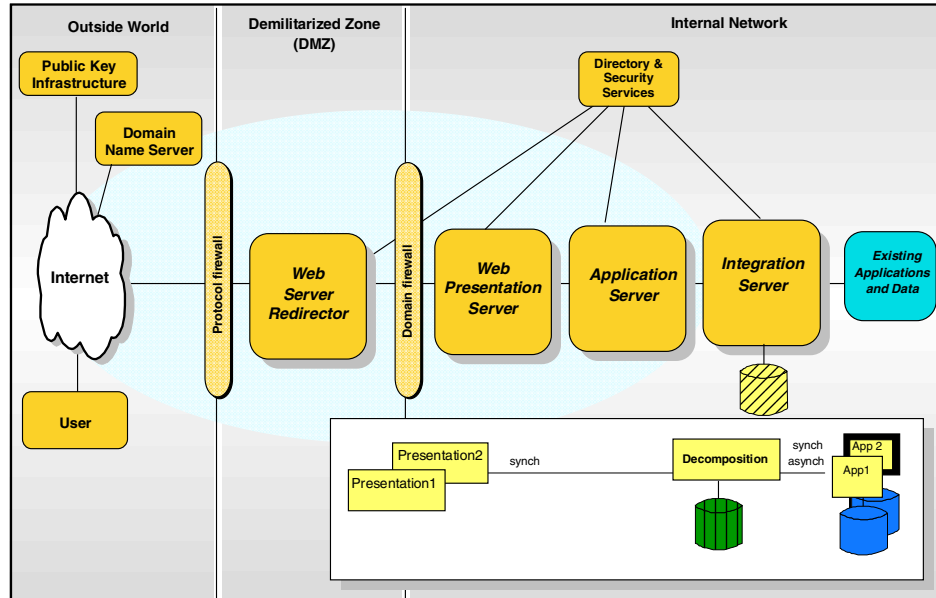 Outside World
Demilitarized Zone
(DMZ)
Internal Network
Public Key
Infrastructure
Directory &
Security
Services
Domain
Name Server
Internet
Protocol firewall
Web
Server
Redirector
Domain firewall
Web
Presentation
Server
Application
Server
Integration
Server
Existing
Applications
and Data
User
Presentation2
Presentation1
synch
Decomposition
synch
asynch
App 2
App1